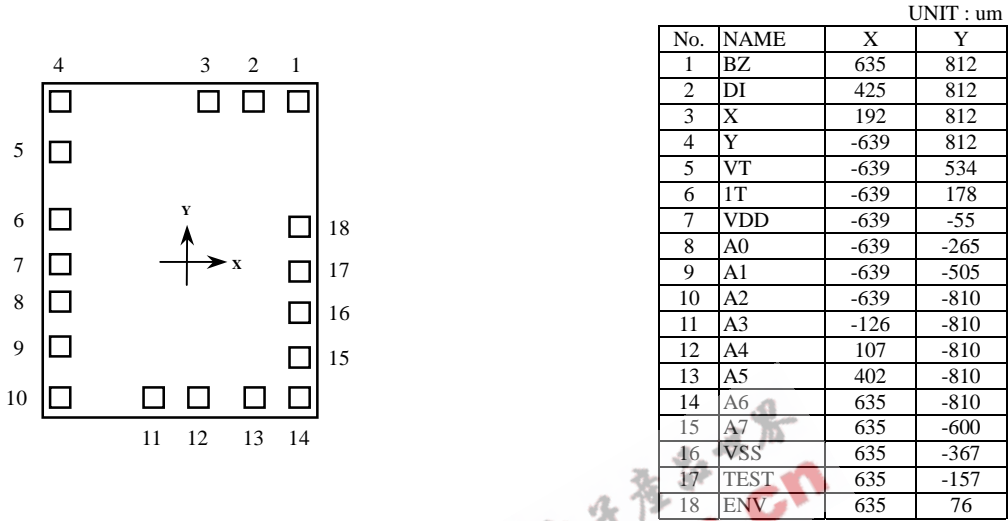 UNIT : um
4 3 2 1
5
6
7
8
9
10
11 12 13 14
15
16
17
18
Y
X
No. NAME X Y
1 BZ 635 812
2 DI 425 812
3 X 192 812
4 Y -639 812
5 VT -639 534
6 1T -639 178
7 VDD -639 -55
8 A0 -639 -265
9 A1 -639 -505
10 A2 -639 -810
11 A3 -126 -810
12 A4 107 -810
13 A5 402 -810
14 A6 635 -810
15 A7 635 -600
16 VSS 635 -367
17 TEST 635 -157
18 ENV 635 76
.cn